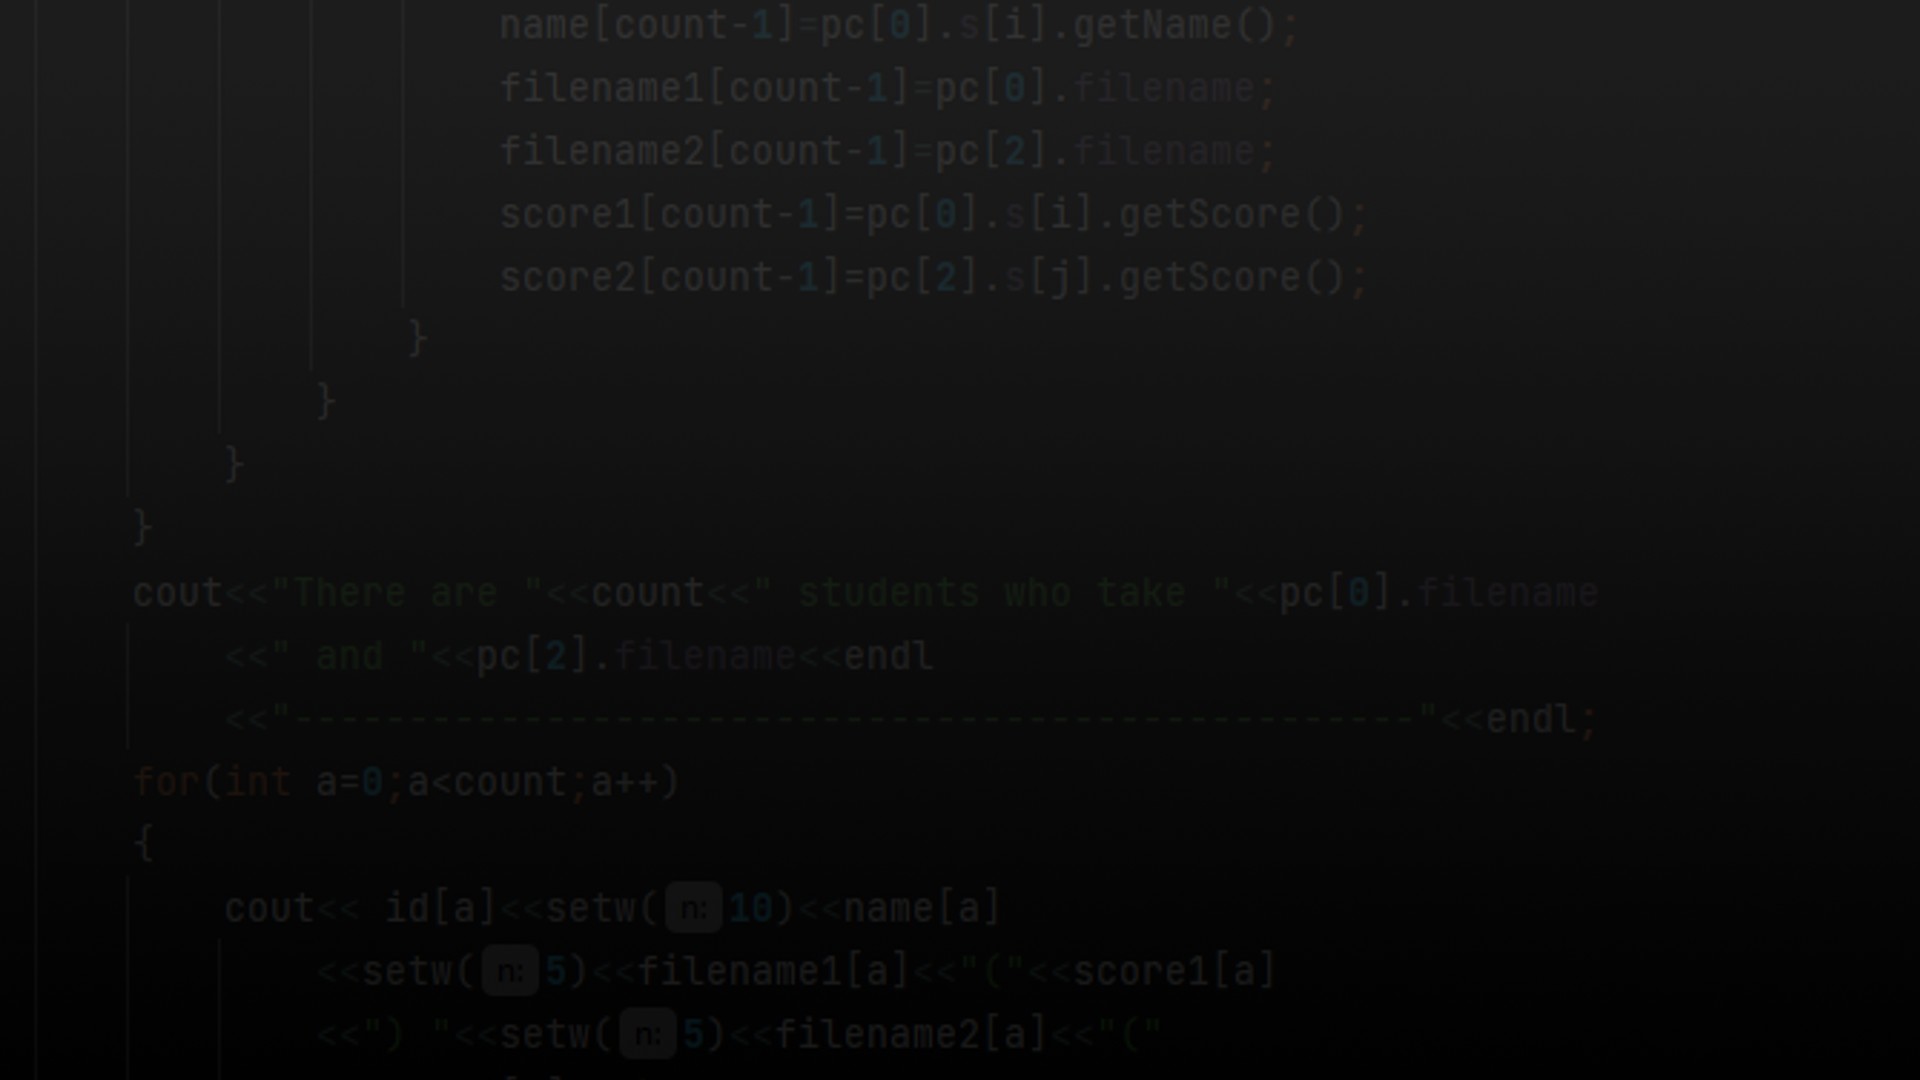 name[count-1]=pc[0].s[i].getName();
filename1[count-1]=pc[0].filename;
filename2[count-1]=pc[2].filename;
score1[count-1]=pc[0].s[i].getScore();
score2[count-1]=pc[2].s[j].getScore();
}
}
}
}
cout<<"There are "<<count<<" students who take "<<pc[0].filename
<<" and "<<pc[2].filename<<endl
<<"-------------------------------------------------"<<endl;
for(int a=0;a<count;a++)
{
cout<< id[a]<<setw( n: 10)<<name[a]
<<setw( n: 5)<<filename1[a]<<"("<<score1[a]
<<") "<<setw( n: 5)<<filename2[a]<<"("